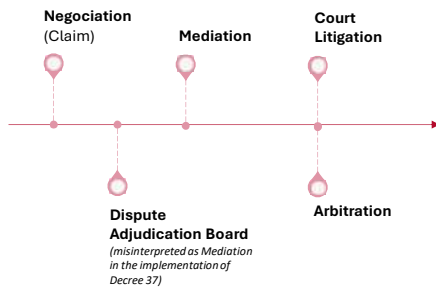 Negociation
(Claim)
Mediation
Court
Litigation
Dispute
Adjudication Board
(misinterpreted as Mediation
in the implementation of
Decree 37)
Arbitration